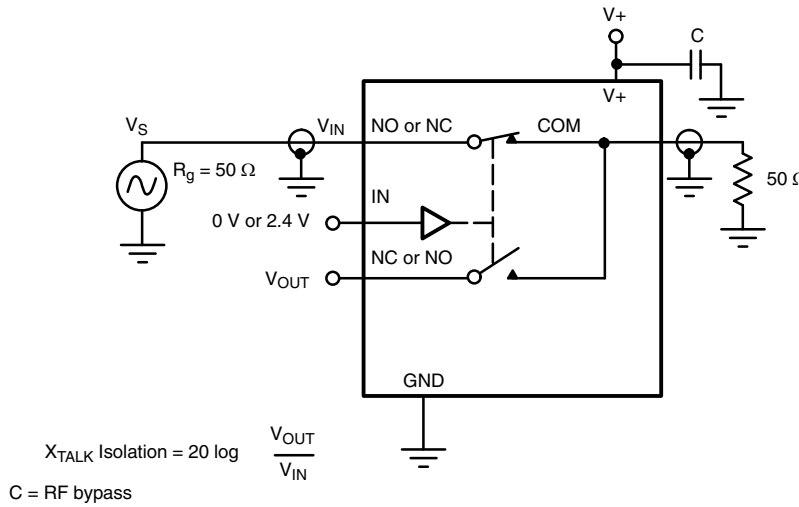 V+
C
V+
VS
VIN
NO or NC
COM
Rg = 50 Ω
50 Ω
IN
0 V or 2.4 V
NC or NO
VOUT
GND
XTALK Isolation = 20 log VOUT
VIN
C = RF bypass